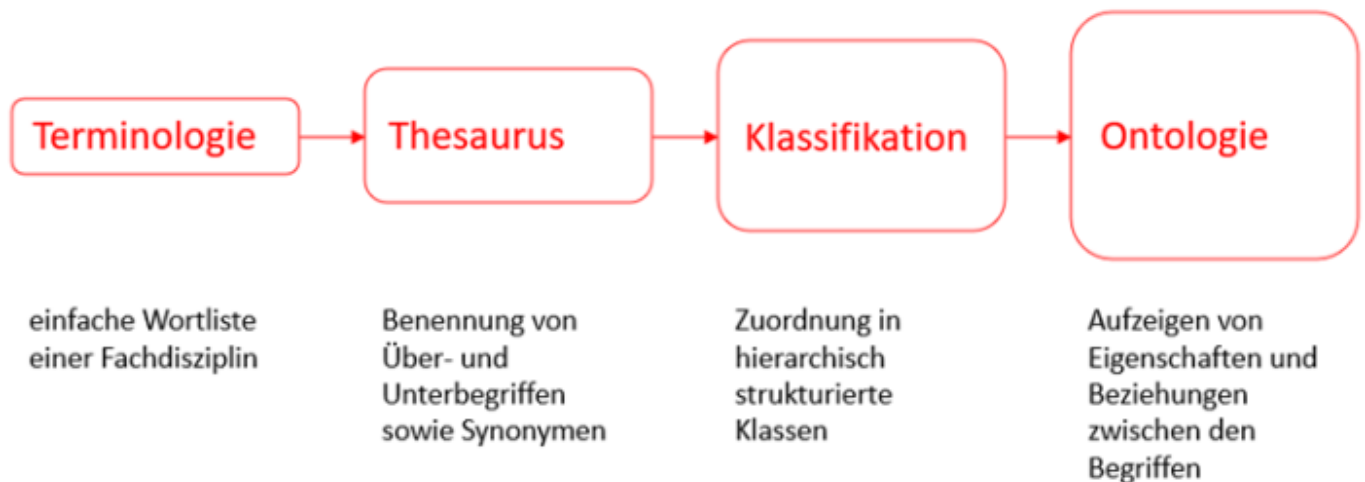 Terminologie
Thesaurus
Klassifikation
Ontologie
einfache Wortliste
einer Fachdisziplin
Benennung von
Über- und
Unterbegriffen
sowie Synonymen
Zuordnung in
hierarchisch
strukturierte
Klassen
Aufzeigen von
Eigenschaften und
Beziehungen
zwischen den
Begriffen